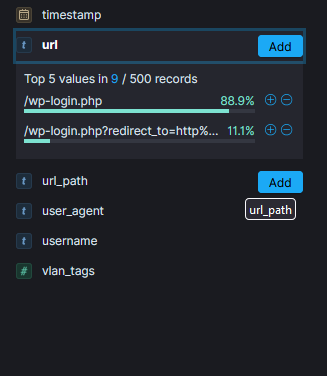 timestamp
t url Add
Top 5 values in 9 / 500 records
/wp-login.php 88.9%
/wp-login.php?redirect_to=http%... 11.1%
t url_path Add
t user_agent url_path
t username
# vlan_tags